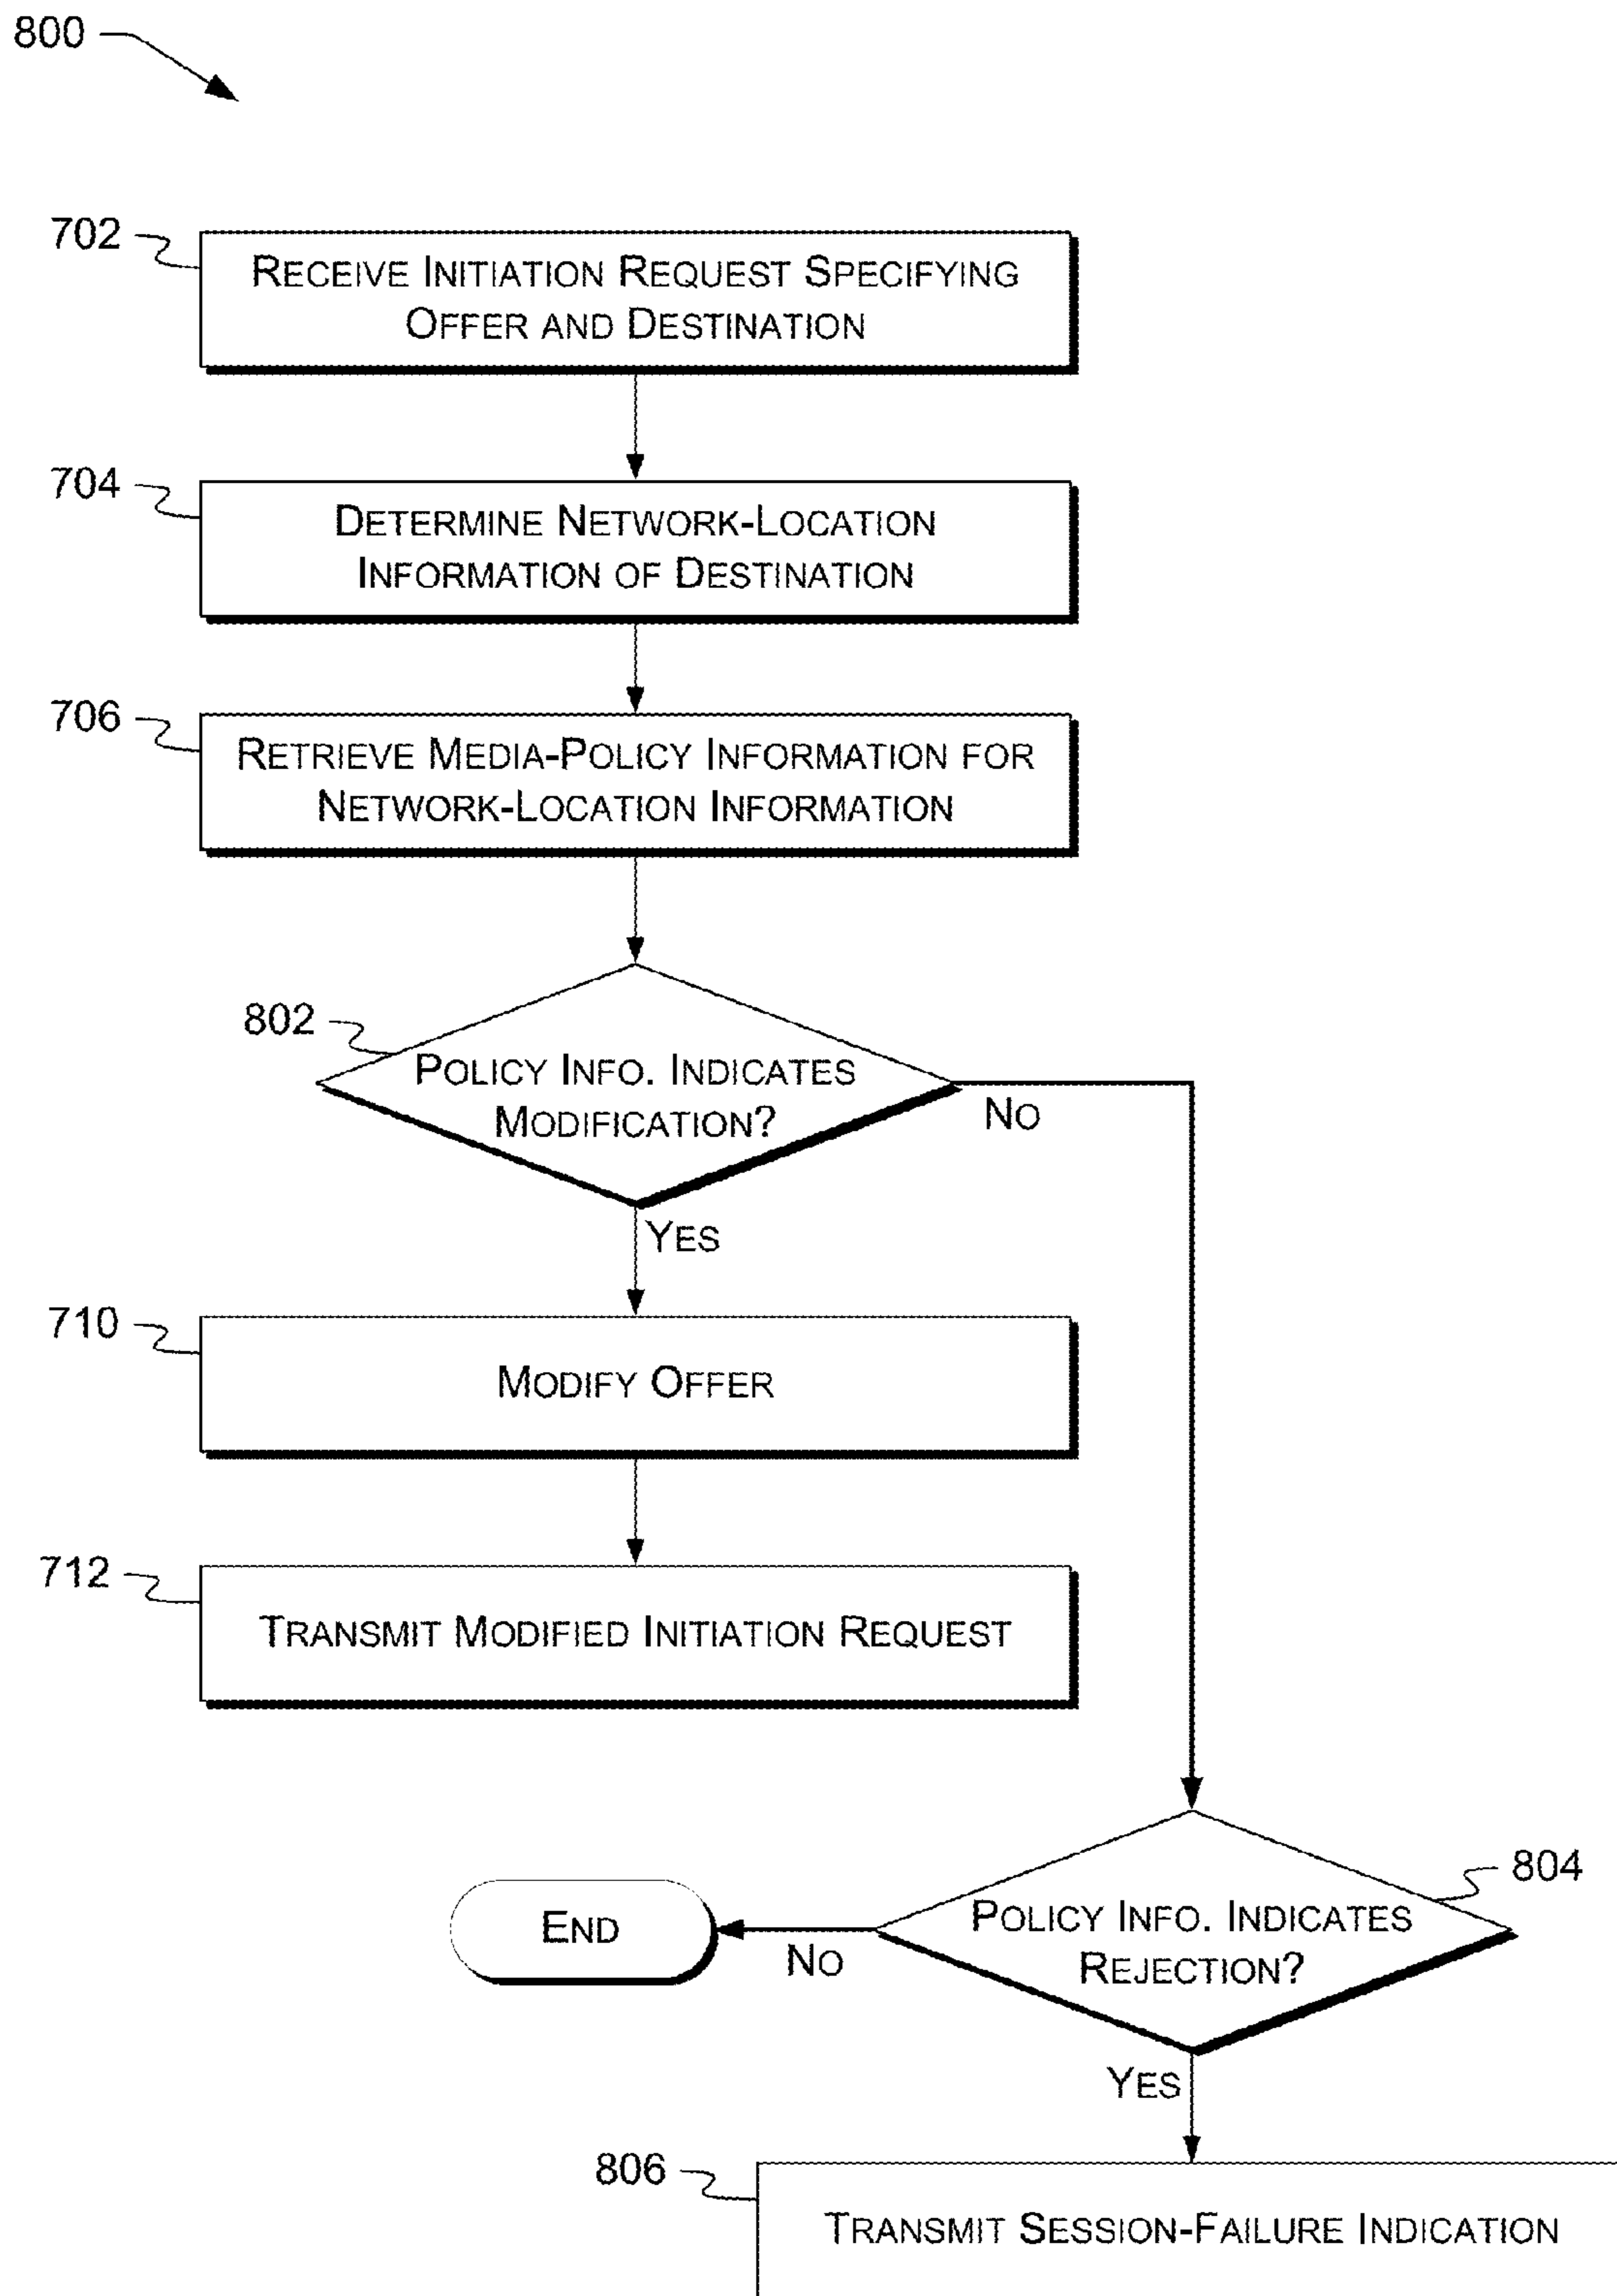 800
702
RECEIVE INITIATION REQUEST SPECIFYING
OFFER AND DESTINATION
704
DETERMINE NETWORK-LOCATION
INFORMATION OF DESTINATION
706
RETRIEVE MEDIA-POLICY INFORMATION FOR
NETWORK-LOCATION INFORMATION
802
POLICY INFO. INDICATES
MODIFICATION?
NO
YES
710
MODIFY OFFER
712
TRANSMIT MODIFIED INITIATION REQUEST
804
POLICY INFO. INDICATES
REJECTION?
END
NO
YES
806
TRANSMIT SESSION-FAILURE INDICATION